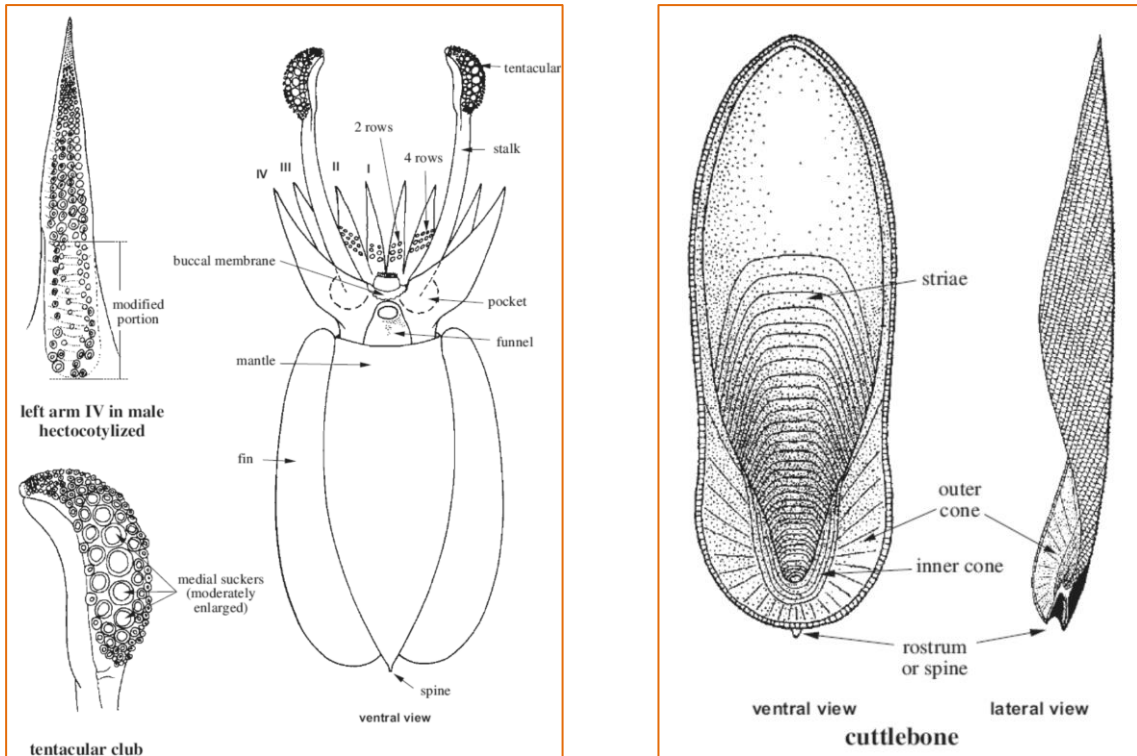 tentacular
2 rows
stalk
4 rows
I
II
III
IV
buccal membrane
pocket
modified
portion
funnel
mantle
left arm IV in male
hectocotylized
fin
medial suckers
(moderately
enlarged)
spine
ventral view
tentacular club
striae
outer
cone
inner cone
rostrum
or spine
ventral view
lateral view
cuttlebone